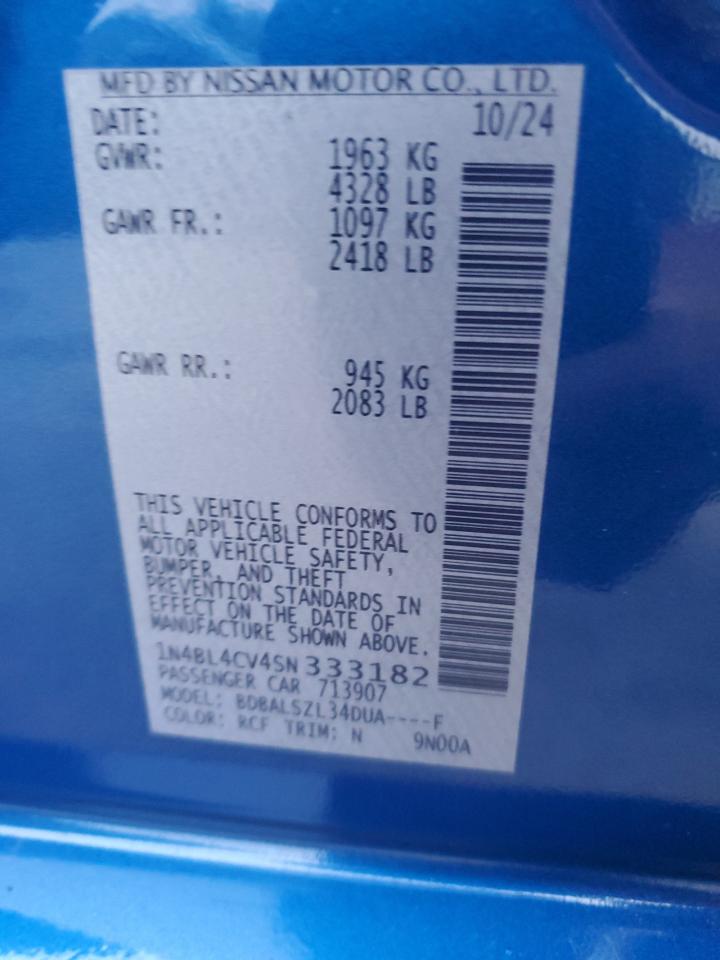 MFD BY NISSAN MOTOR CO., LTD.
DATE: 10/24
GVWR: 1963 KG
4328 LB
GAWR FR.: 1097 KG
2418 LB
GAWR RR.: 945 KG
2083 LB
THIS VEHICLE CONFORMS TO
ALL APPLICABLE FEDERAL
MOTOR VEHICLE SAFETY,
BUMPER, AND THEFT
PREVENTION STANDARDS IN
EFFECT ON THE DATE OF
MANUFACTURE SHOWN ABOVE.
1N4BL4CV4SN 333182
PASSENGER CAR 713907
MODEL: BDBALSZL34DUA----F
COLOR: RCF TRIM: N 9N00A